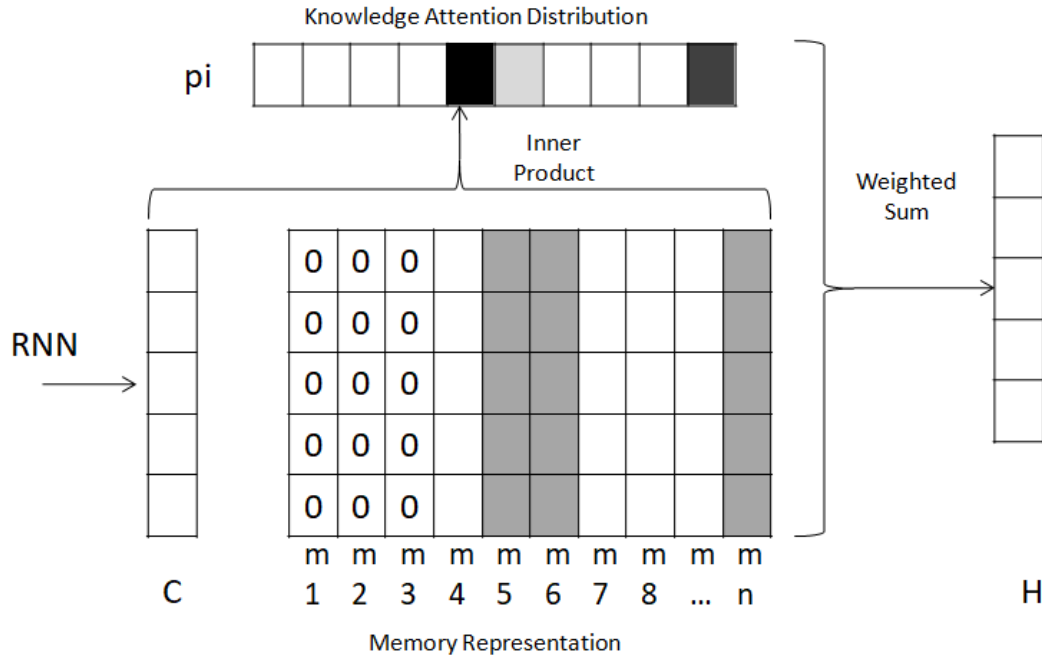 Knowledge Attention Distribution
pi
Inner
Product
Weighted
Sum
RNN
0 0 0
0 0 0
0 0 0
0 0 0
0 0 0
m m m m m m m m m m
C 1 2 3 4 5 6 7 8 ... n H
Memory Representation